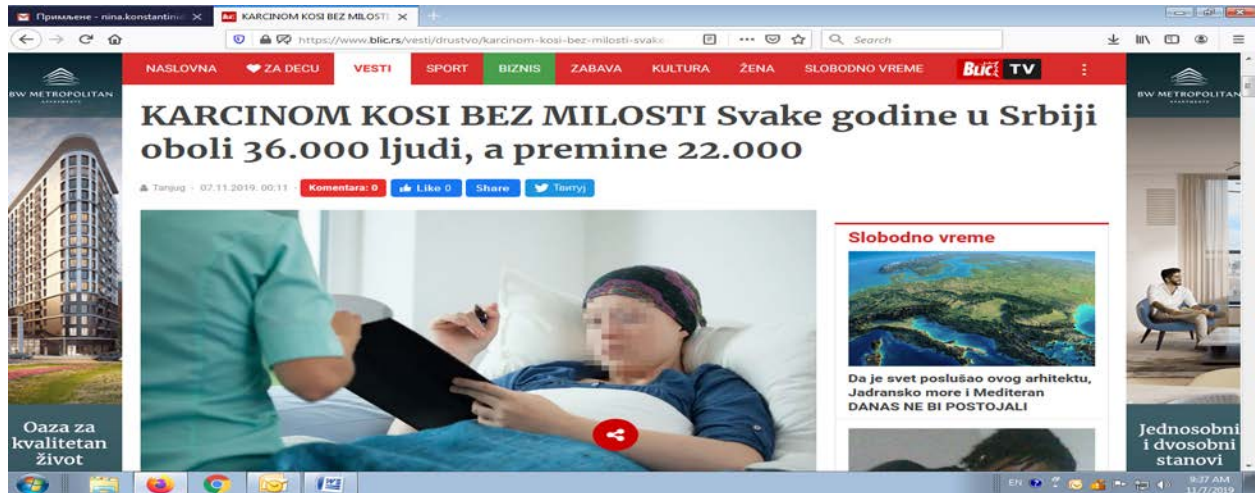 Примљене - nina.konstantini
KARCINOM KOSI BEZ MILOSTI
https://www.blic.rs/vesti/drustvo/karcinom-kosi-bez-milosti-svake
Search
NASLOVNA ZA DECU VESTI SPORT BIZNIS ZABAVA KULTURA ŽENA SLOBODNO VREME Blic TV
BW METROPOLITAN
APARTMENTS
BW METROPOLITAN
APARTMENTS
KARCINOM KOSI BEZ MILOSTI Svake godine u Srbiji
oboli 36.000 ljudi, a premine 22.000
Tanjug - 07.11.2019. 00:11 - Komentara: 0 Like 0 Share Твитуј
Slobodno vreme
Da je svet poslušao ovog arhitektu,
Jadransko more i Mediteran
DANAS NE BI POSTOJALI
Oaza za
kvalitetan
život
Jednosobni
i dvosobni
stanovi
EN
9:37 AM
11/7/2019